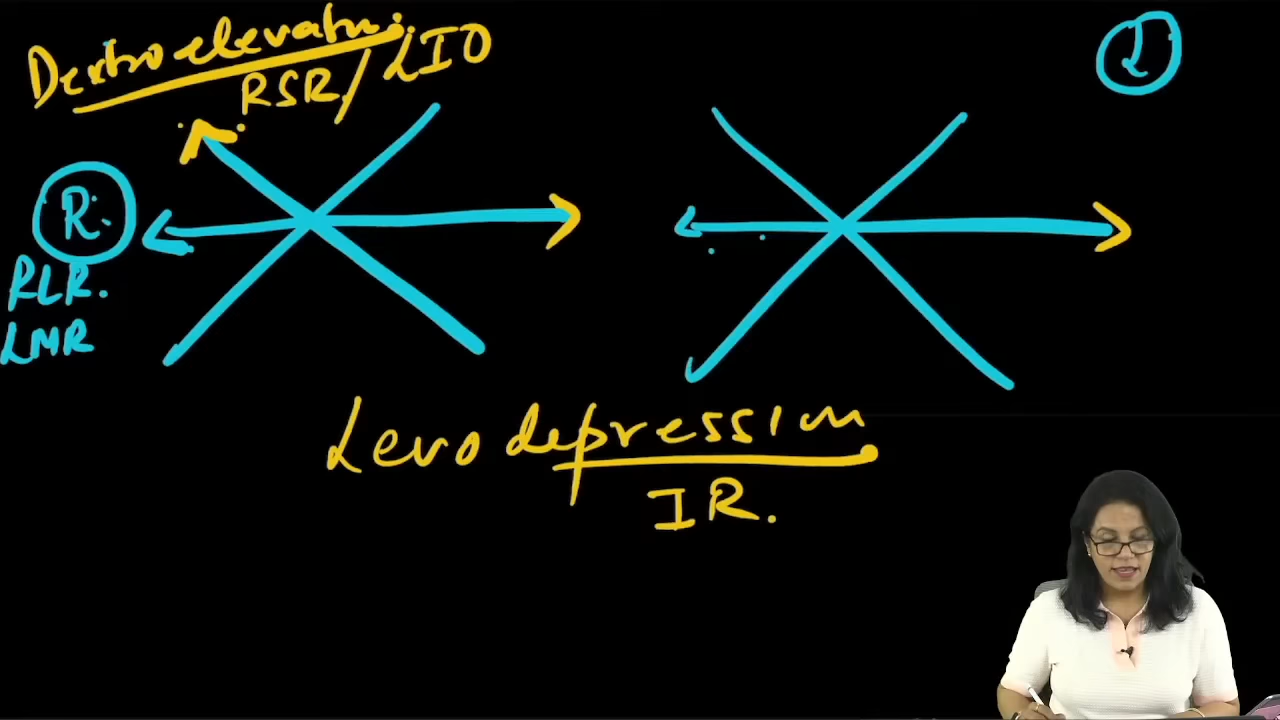 Dextroelevation
RSR/LIO
L
R.
RLR.
LMR
Levodepression
IR.